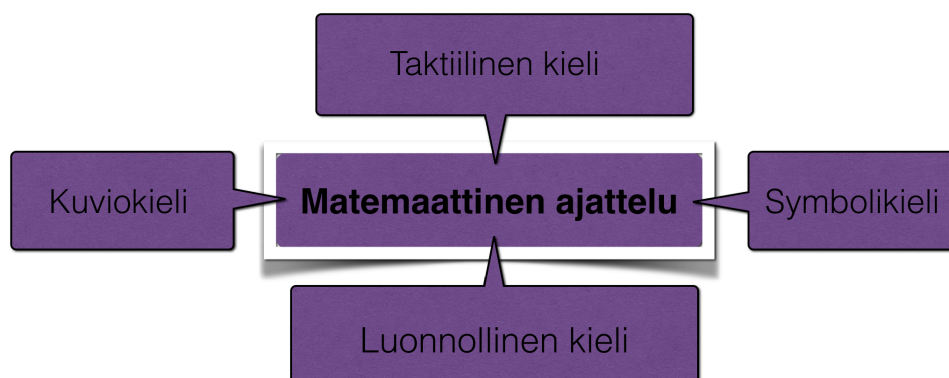 Taktiilinen kieli
Kuviokieli
Matemaattinen ajattelu
Symbolikieli
Luonnollinen kieli